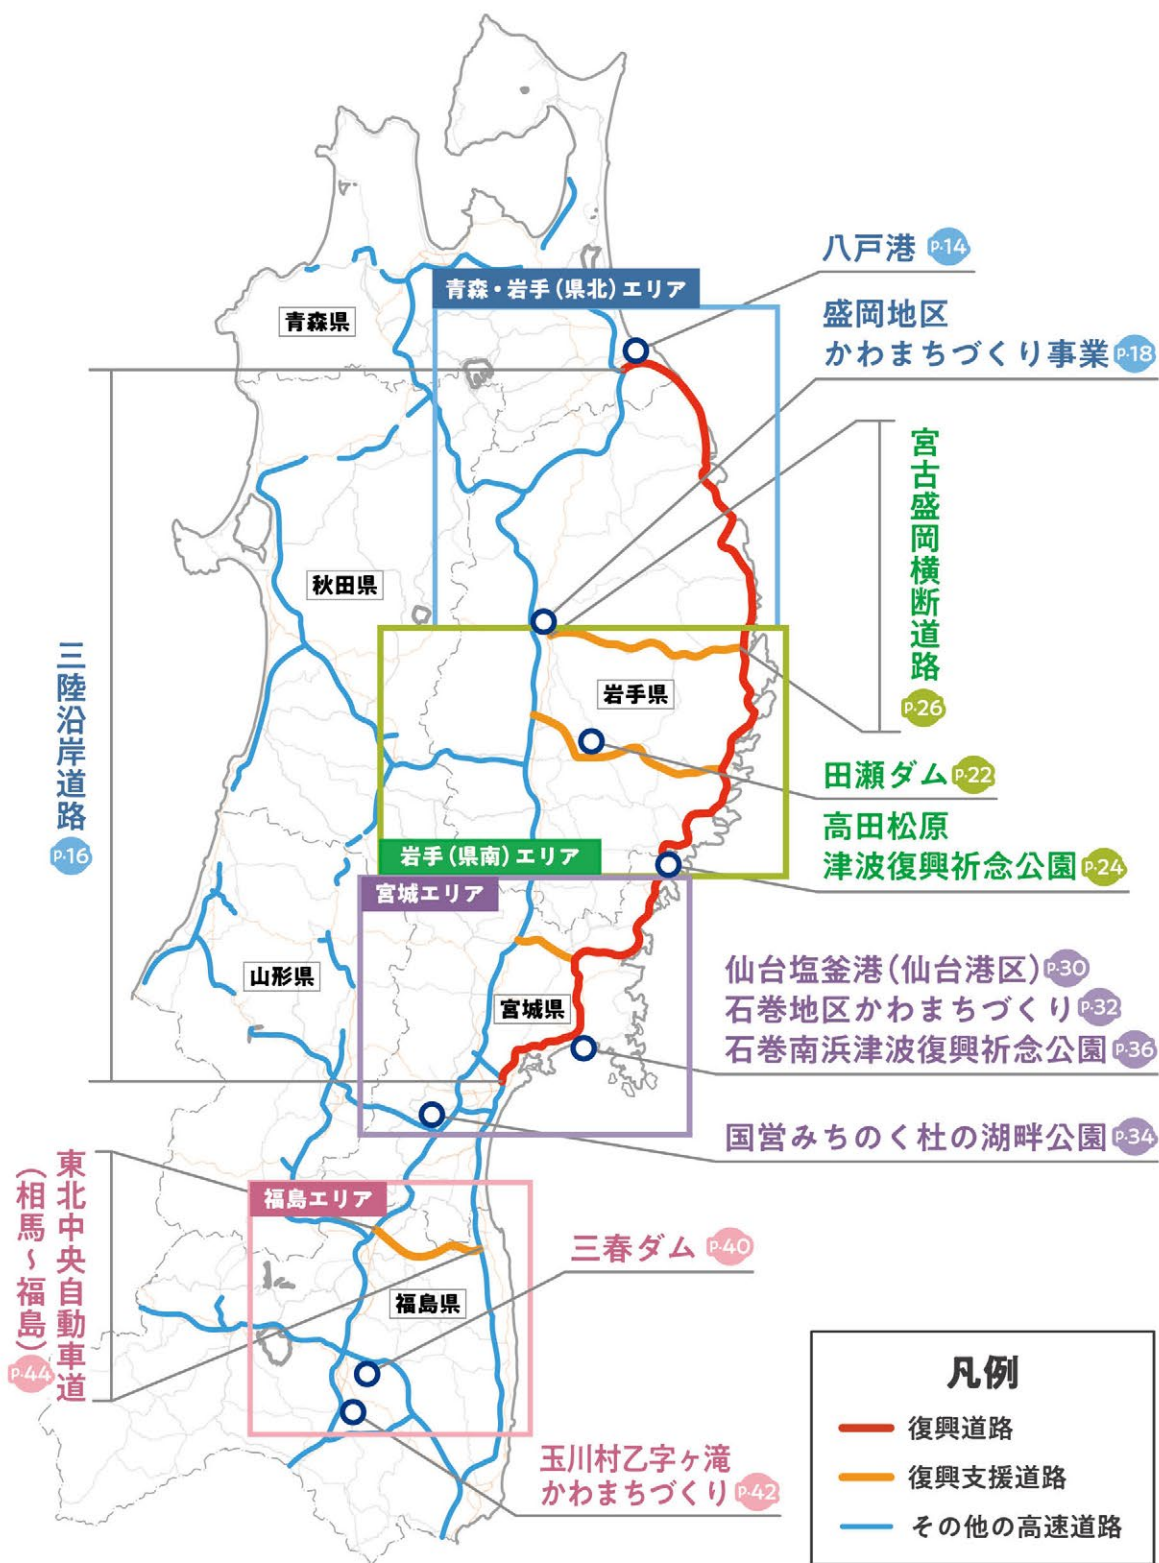 八戸港 P.14
青森・岩手(県北)エリア
盛岡地区
かわまちづくり事業 P.18
青森県
宮古盛岡横断道路
P.26
秋田県
三陸沿岸道路
P.16
岩手県
田瀬ダム P.22
高田松原
津波復興祈念公園 P.24
岩手(県南)エリア
宮城エリア
仙台塩釜港(仙台港区) P.30
石巻地区かわまちづくり P.32
石巻南浜津波復興祈念公園 P.36
山形県
宮城県
国営みちのく杜の湖畔公園 P.34
東北中央自動車道
(相馬~福島)
P.44
福島エリア
三春ダム P.40
福島県
玉川村乙字ヶ滝
かわまちづくり P.42
凡例
復興道路
復興支援道路
その他の高速道路